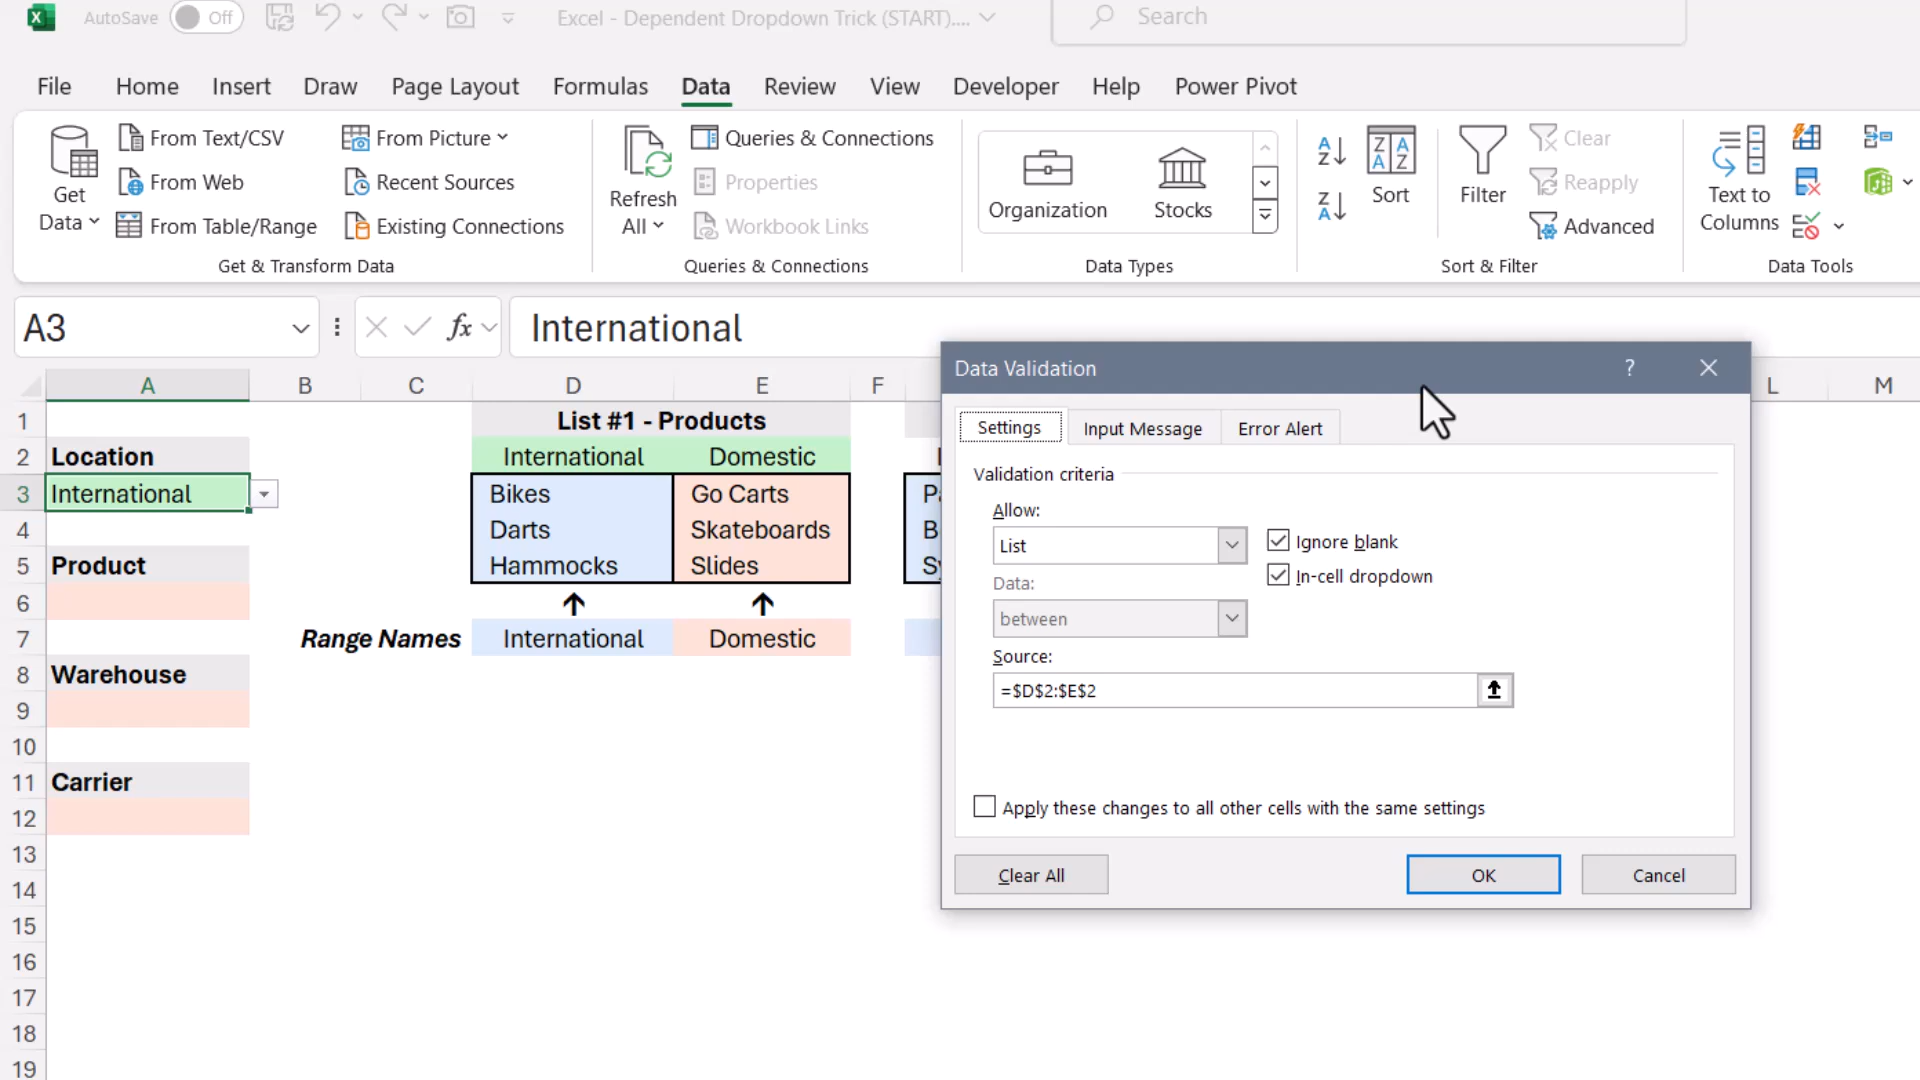 AutoSave Off Excel - Dependent Dropdown Trick (START).... Search
File Home Insert Draw Page Layout Formulas Data Review View Developer Help Power Pivot
Get Data
From Text/CSV
From Web
From Table/Range
From Picture
Recent Sources
Existing Connections
Get & Transform Data
Refresh All
Queries & Connections
Properties
Workbook Links
Queries & Connections
Organization
Stocks
Data Types
Sort
Filter
Clear
Reapply
Advanced
Sort & Filter
Text to Columns
Data Tools
A3 fx International
A B C D E F L M
1 List #1 - Products
2 Location International Domestic
3 International Bikes Go Carts
4 Darts Skateboards
5 Product Hammocks Slides
6
7 Range Names International Domestic
8 Warehouse
9
10
11 Carrier
12
13
14
15
16
17
18
19
Data Validation ?
Settings Input Message Error Alert
Validation criteria
Allow:
List
Ignore blank
In-cell dropdown
Data:
between
Source:
=$D$2:$E$2
Apply these changes to all other cells with the same settings
Clear All OK Cancel